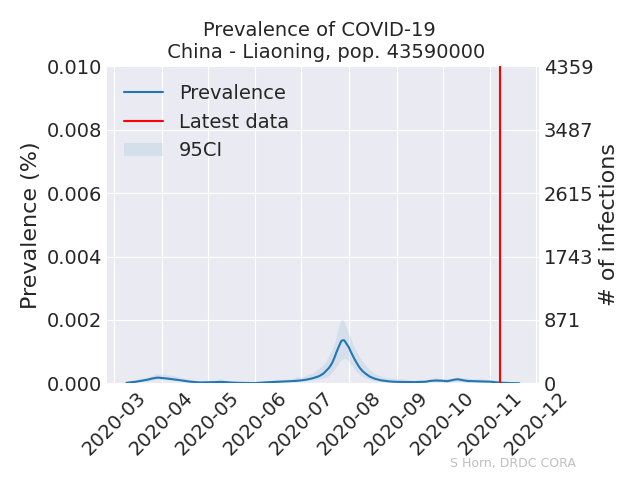 Prevalence of COVID-19
China - Liaoning, pop. 43590000
Prevalence
Latest data
95CI
Prevalence (%)
0.010
0.008
0.006
0.004
0.002
0.000
4359
3487
2615
1743
871
0
# of infections
2020-03
2020-04
2020-05
2020-06
2020-07
2020-08
2020-09
2020-10
2020-11
2020-12
S Horn, DRDC CORA